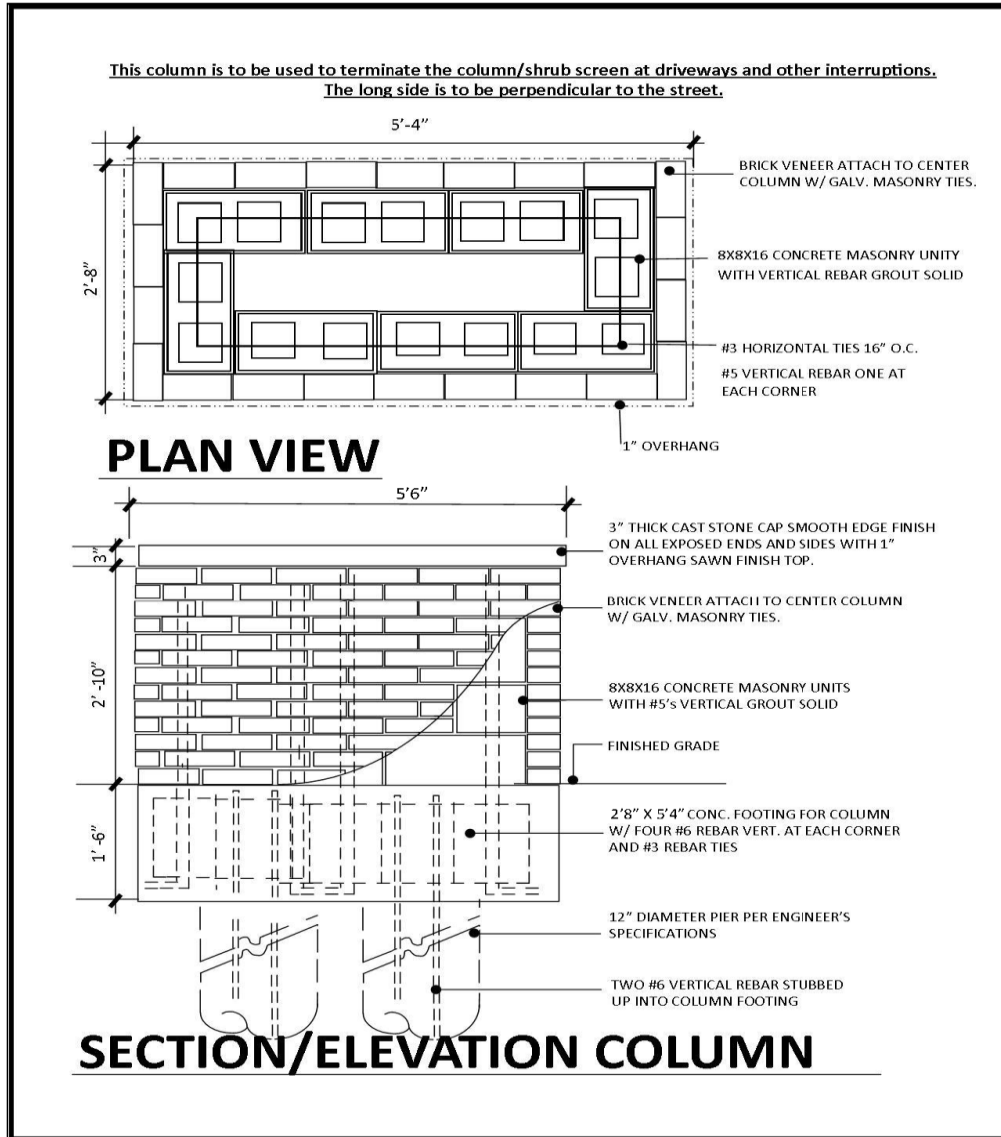 This column is to be used to terminate the column/shrub screen at driveways and other interruptions.
The long side is to be perpendicular to the street.
5'-4"
2'-8"
BRICK VENEER ATTACH TO CENTER
COLUMN W/ GALV. MASONRY TIES.
8X8X16 CONCRETE MASONRY UNITY
WITH VERTICAL REBAR GROUT SOLID
#3 HORIZONTAL TIES 16" O.C.
#5 VERTICAL REBAR ONE AT
EACH CORNER
1" OVERHANG
PLAN VIEW
5'6"
3"
2' -10"
1' -6"
3" THICK CAST STONE CAP SMOOTH EDGE FINISH
ON ALL EXPOSED ENDS AND SIDES WITH 1"
OVERHANG SAWN FINISH TOP.
BRICK VENEER ATTACH TO CENTER COLUMN
W/ GALV. MASONRY TIES.
8X8X16 CONCRETE MASONRY UNITS
WITH #5's VERTICAL GROUT SOLID
FINISHED GRADE
2'8" X 5'4" CONC. FOOTING FOR COLUMN
W/ FOUR #6 REBAR VERT. AT EACH CORNER
AND #3 REBAR TIES
12" DIAMETER PIER PER ENGINEER'S
SPECIFICATIONS
TWO #6 VERTICAL REBAR STUBBED
UP INTO COLUMN FOOTING
SECTION/ELEVATION COLUMN